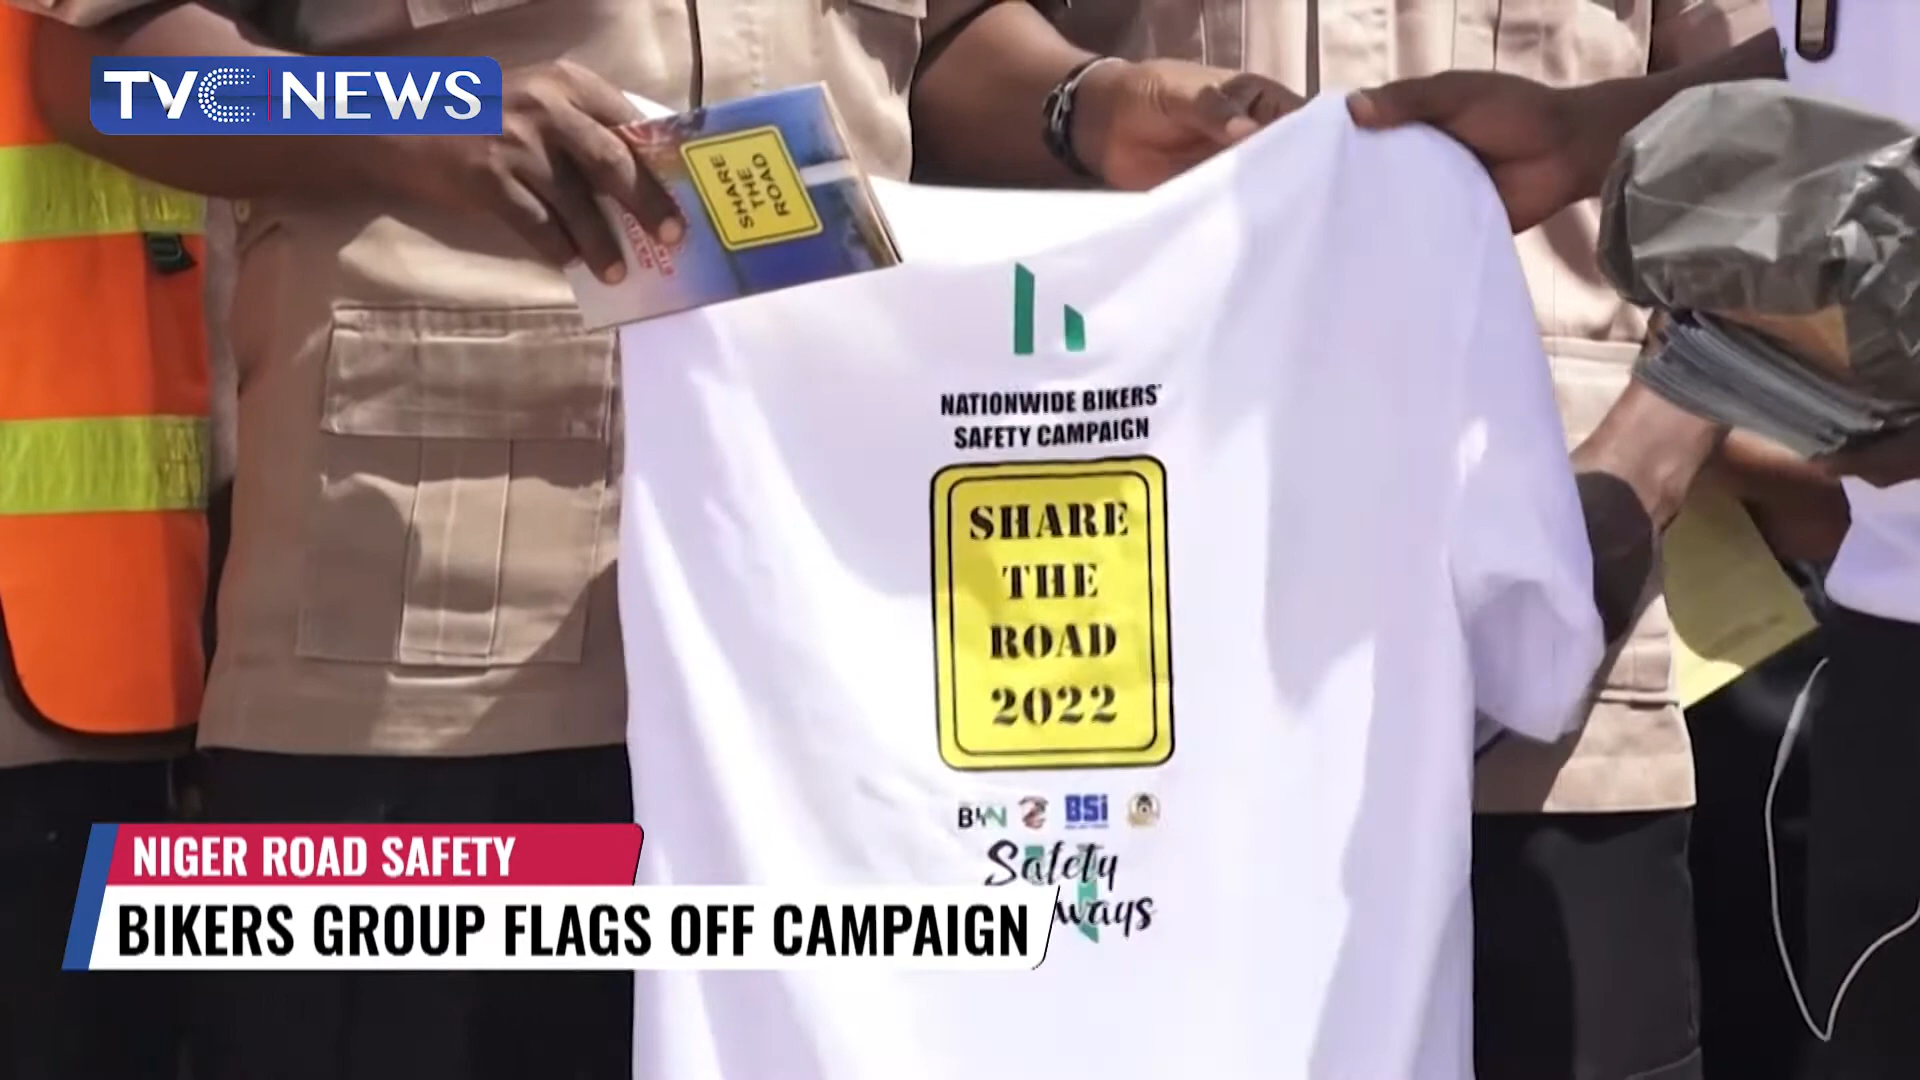 TVC NEWS
SHARE
THE
ROAD
NATIONWIDE BIKERS'
SAFETY CAMPAIGN
SHARE
THE
ROAD
2022
BSi
Safety
NIGER ROAD SAFETY
BIKERS GROUP FLAGS OFF CAMPAIGN